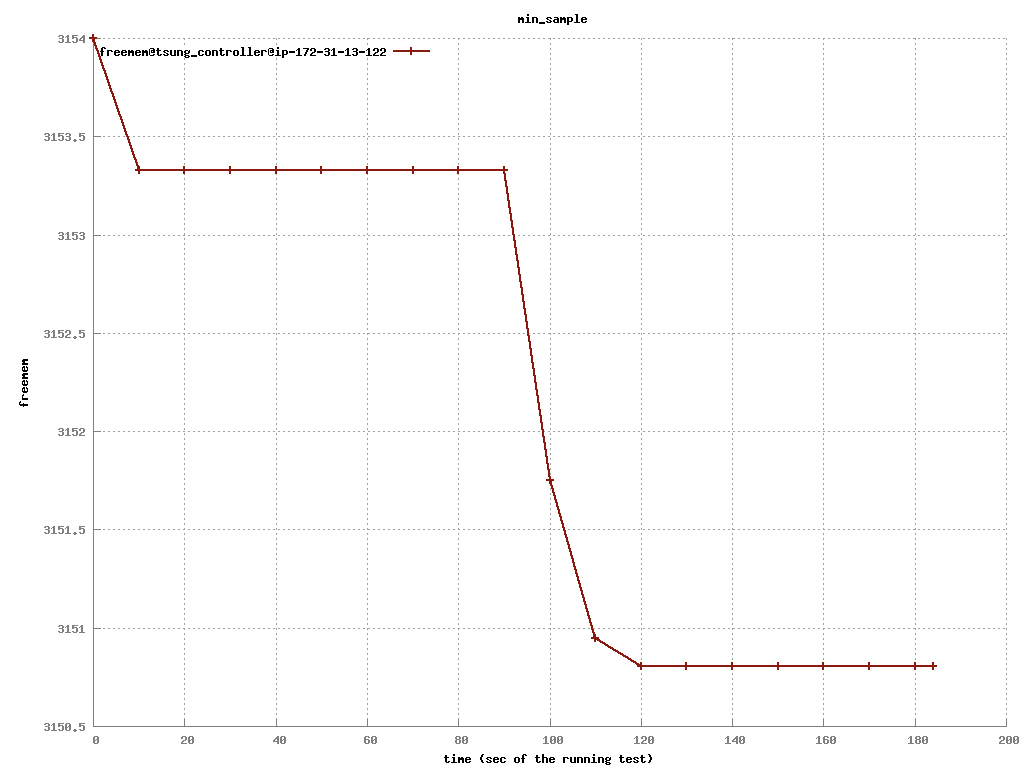 min_sample
3154
freemem@tsung_controller@ip-172-31-13-122
3153.5
3153
3152.5
3152
3151.5
3151
3150.5
freemem
0 20 40 60 80 100 120 140 160 180 200
time (sec of the running test)